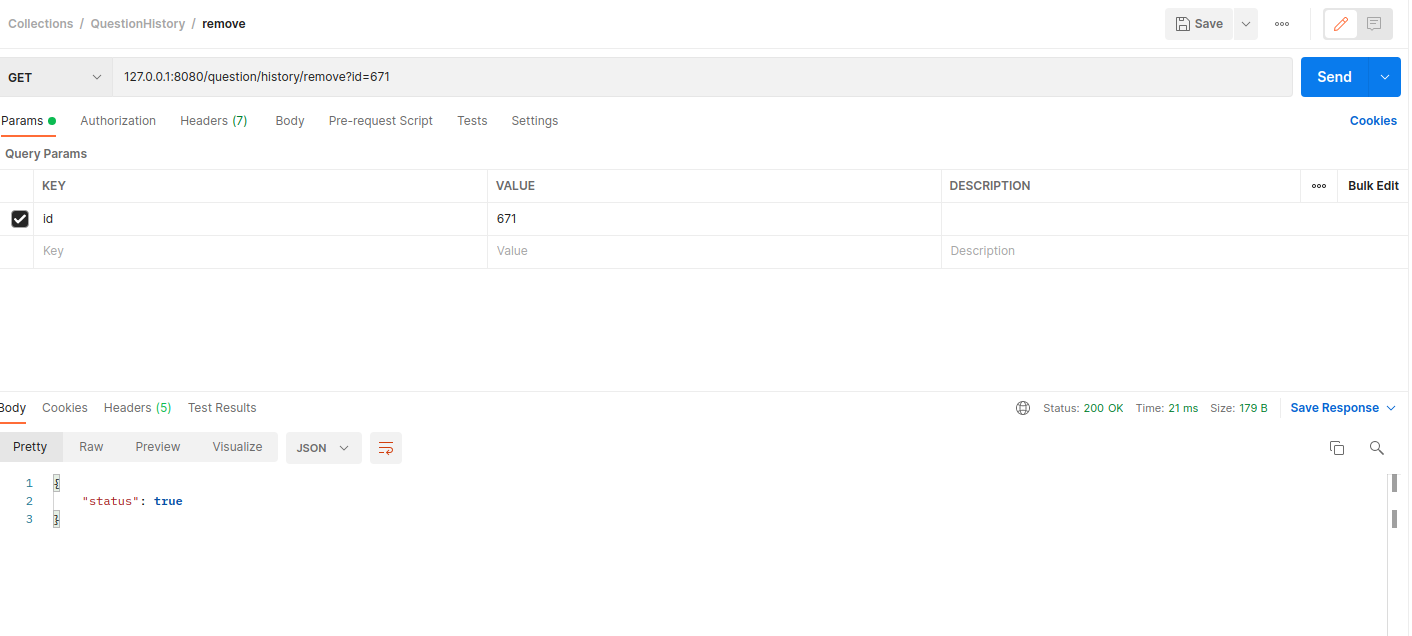 Collections / QuestionHistory / remove
Save
GET
127.0.0.1:8080/question/history/remove?id=671
Send
Params Authorization Headers (7) Body Pre-request Script Tests Settings
Cookies
Query Params
KEY VALUE DESCRIPTION ooo Bulk Edit
id 671
Key Value Description
Body Cookies Headers (5) Test Results
Status: 200 OK Time: 21 ms Size: 179 B Save Response
Pretty Raw Preview Visualize JSON
1 {
2 "status": true
3 }